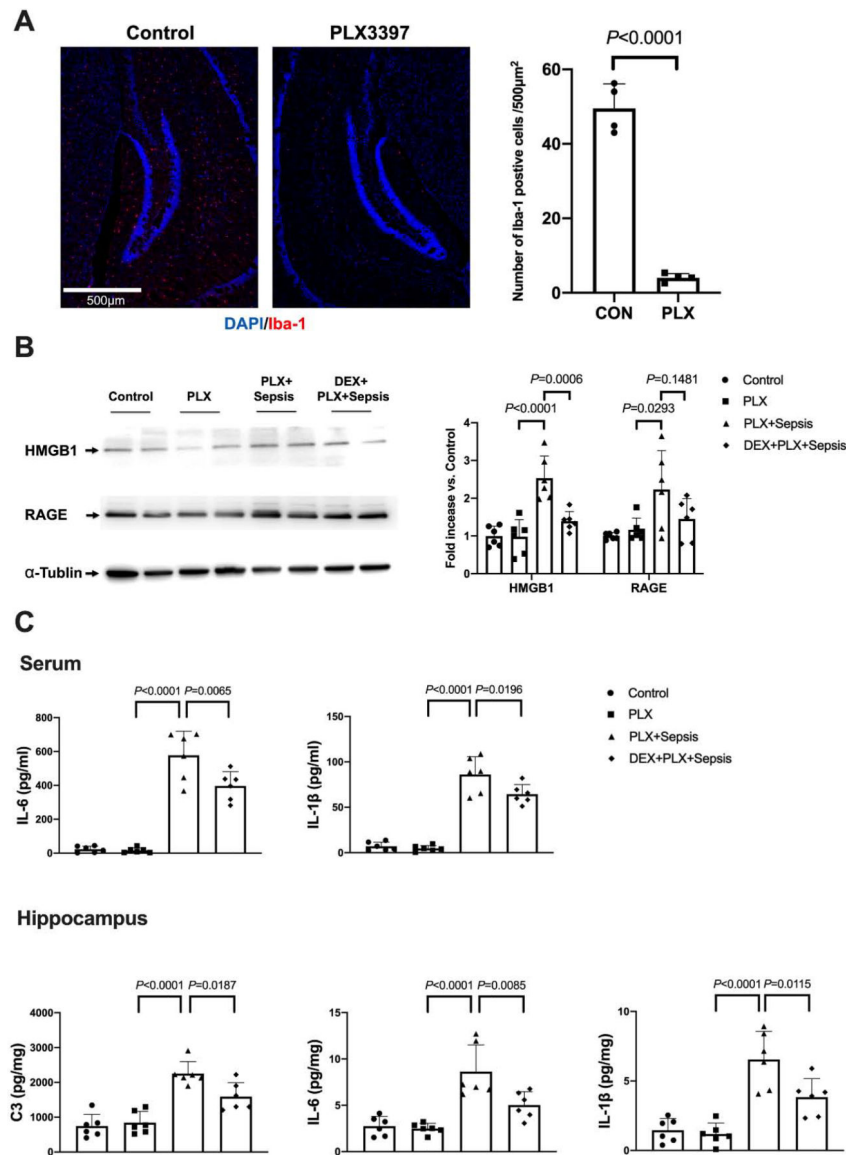 A
Control
PLX3397
500μm
DAPI/Iba-1
P<0.0001
Number of Iba-1 postive cells /500μm²
60
40
20
0
CON
PLX
B
Control
PLX
PLX+
Sepsis
DEX+
PLX+Sepsis
HMGB1
RAGE
α-Tublin
P=0.0006
P<0.0001
P=0.1481
P=0.0293
Fold incease vs. Control
4
3
2
1
0
HMGB1
RAGE
Control
PLX
PLX+Sepsis
DEX+PLX+Sepsis
C
Serum
P<0.0001
P=0.0065
IL-6 (pg/ml)
800
600
400
200
0
P<0.0001
P=0.0196
IL-1β (pg/ml)
150
100
50
0
Control
PLX
PLX+Sepsis
DEX+PLX+Sepsis
Hippocampus
P<0.0001
P=0.0187
C3 (pg/mg)
4000
3000
2000
1000
0
P<0.0001
P=0.0085
IL-6 (pg/mg)
15
10
5
0
P<0.0001
P=0.0115
IL-1β (pg/mg)
10
5
0